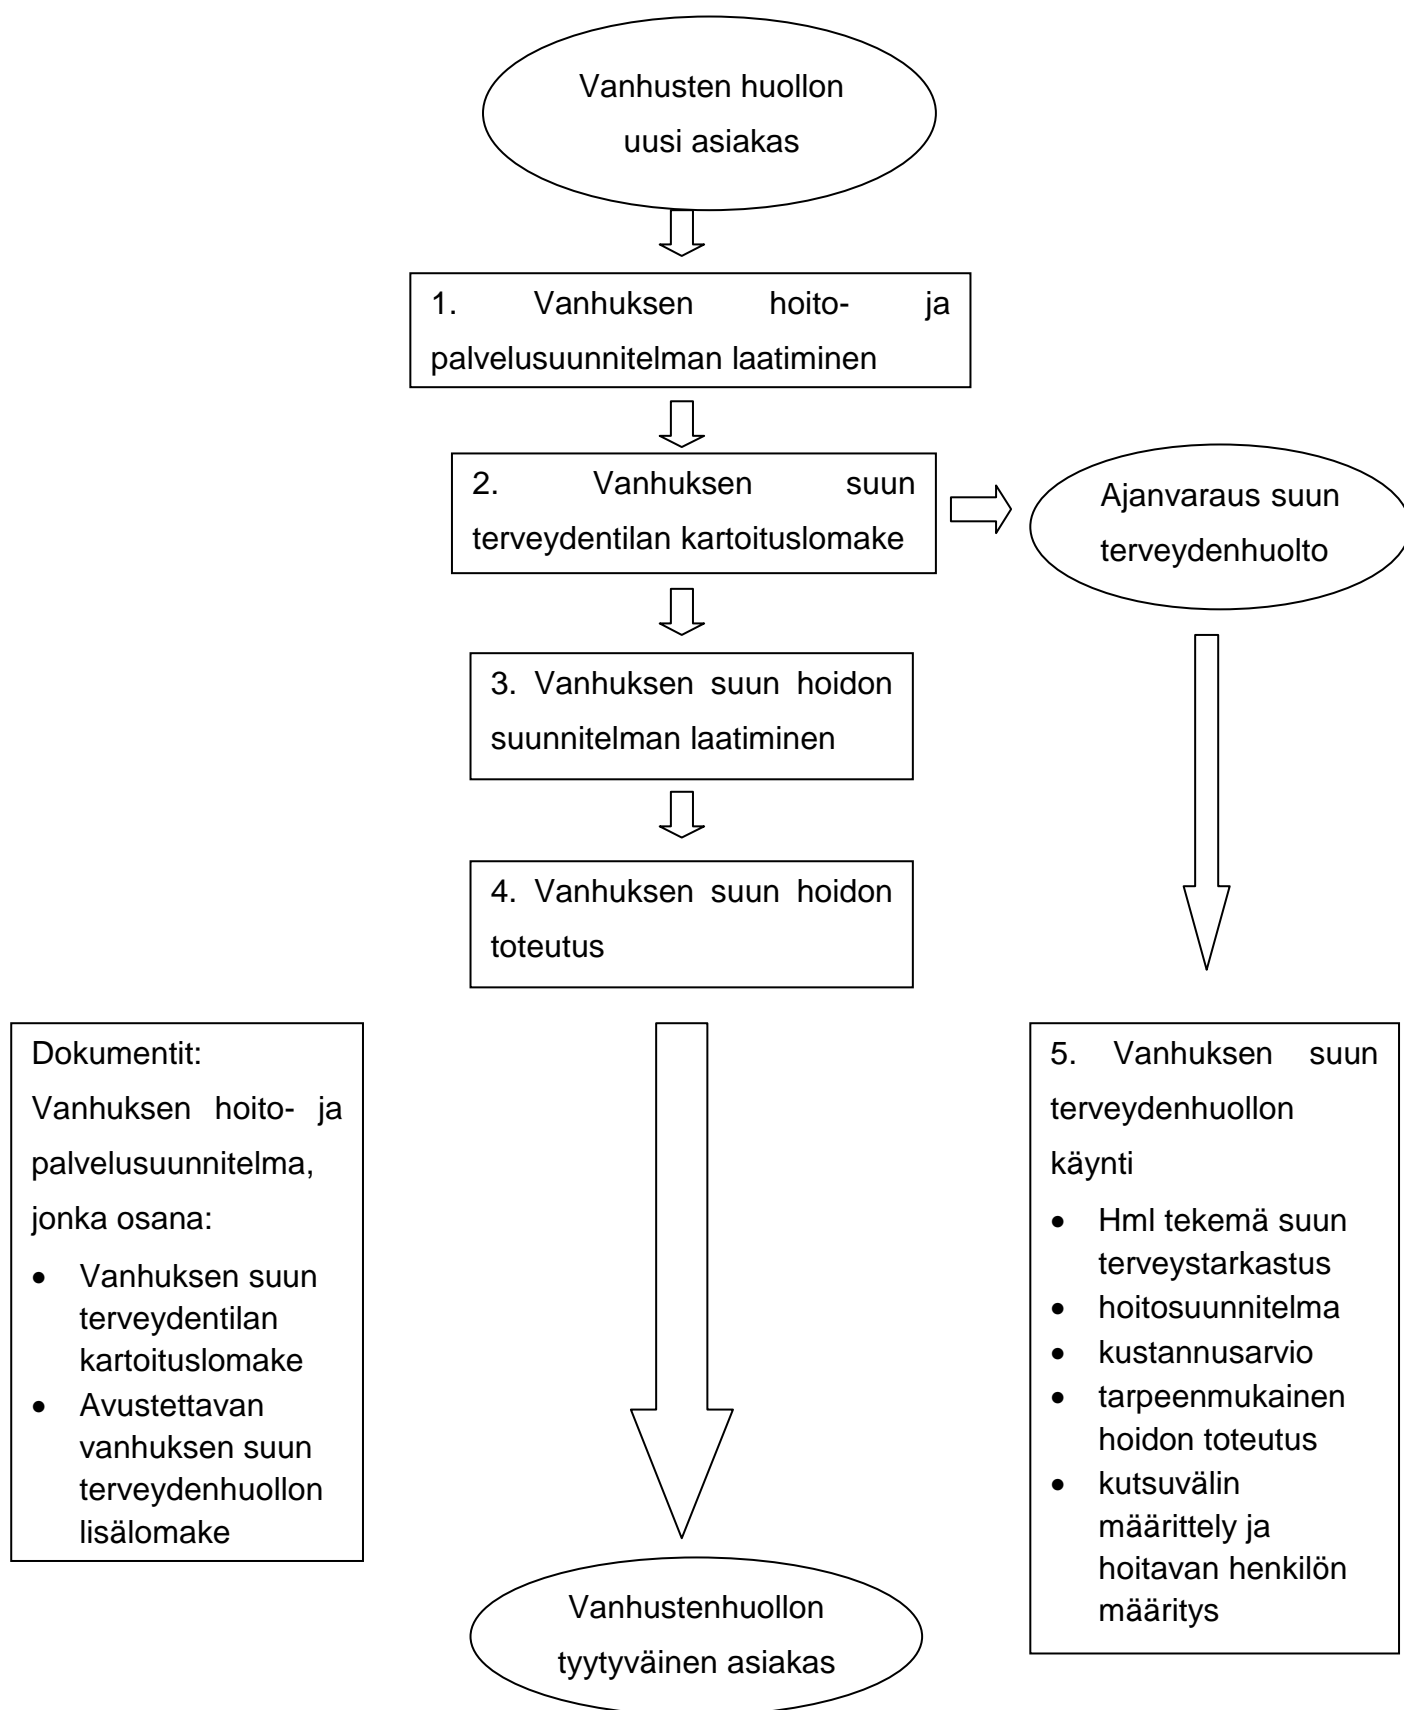 Vanhusten huollon
uusi asiakas
1. Vanhuksen hoito- ja
palvelusuunnitelman laatiminen
2. Vanhuksen suun
terveydentilan kartoituslomake
Ajanvaraus suun
terveydenhuolto
3. Vanhuksen suun hoidon
suunnitelman laatiminen
4. Vanhuksen suun hoidon
toteutus
Dokumentit:
Vanhuksen hoito- ja
palvelusuunnitelma,
jonka osana:
• Vanhuksen suun
terveydentilan
kartoituslomake
• Avustettavan
vanhuksen suun
terveydenhuollon
lisälomake
5. Vanhuksen suun
terveydenhuollon
käynti
• Hml tekemä suun
terveystarkastus
• hoitosuunnitelma
• kustannusarvio
• tarpeenmukainen
hoidon toteutus
• kutsuvälin
määrittely ja
hoitavan henkilön
määritys
Vanhustenhuollon
tyytyväinen asiakas